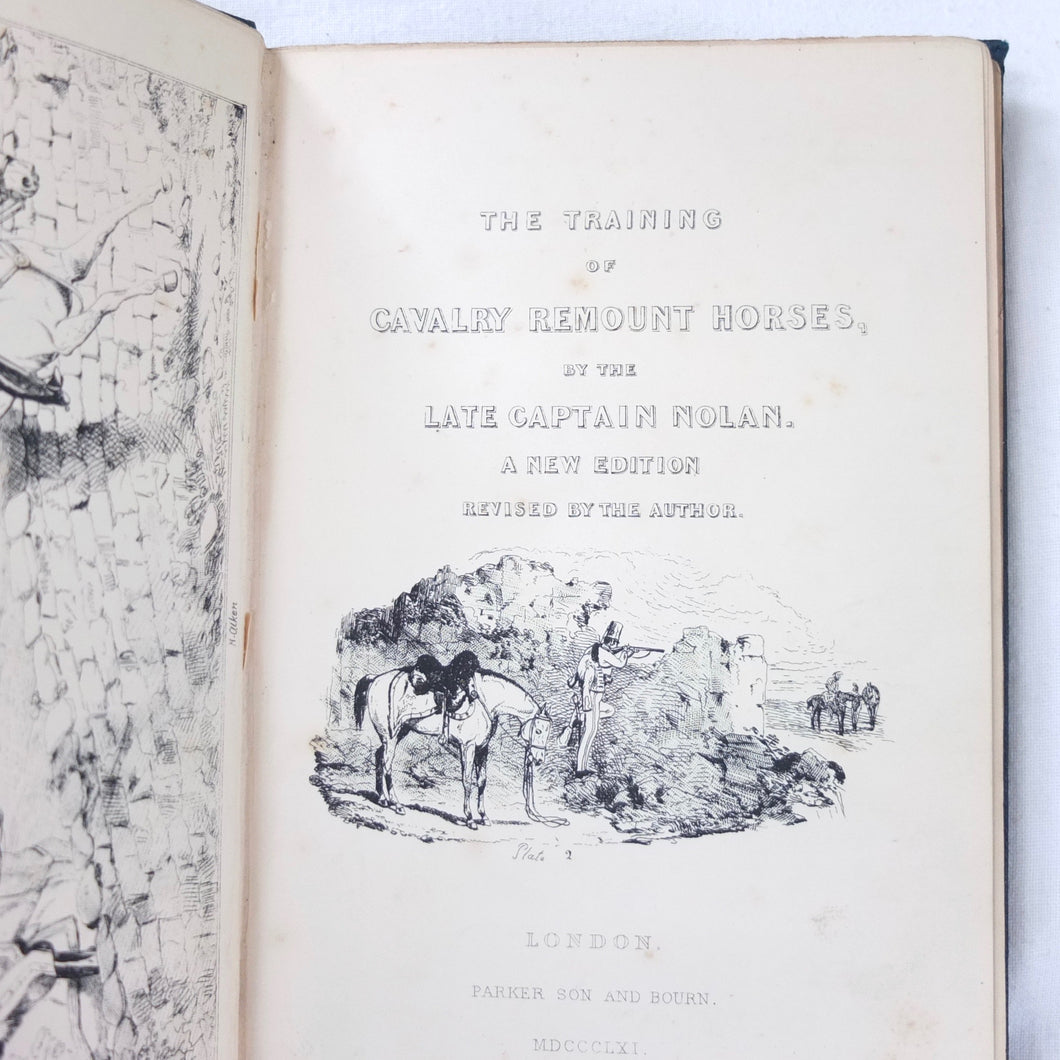 THE TRAINING
OF
CAVALRY REMOUNT HORSES,
BY THE
LATE CAPTAIN NOLAN.
A NEW EDITION
REVISED BY THE AUTHOR.
Plate 2
LONDON.
PARKER SON AND BOURN.
MDCCCLXI.
H. Alken